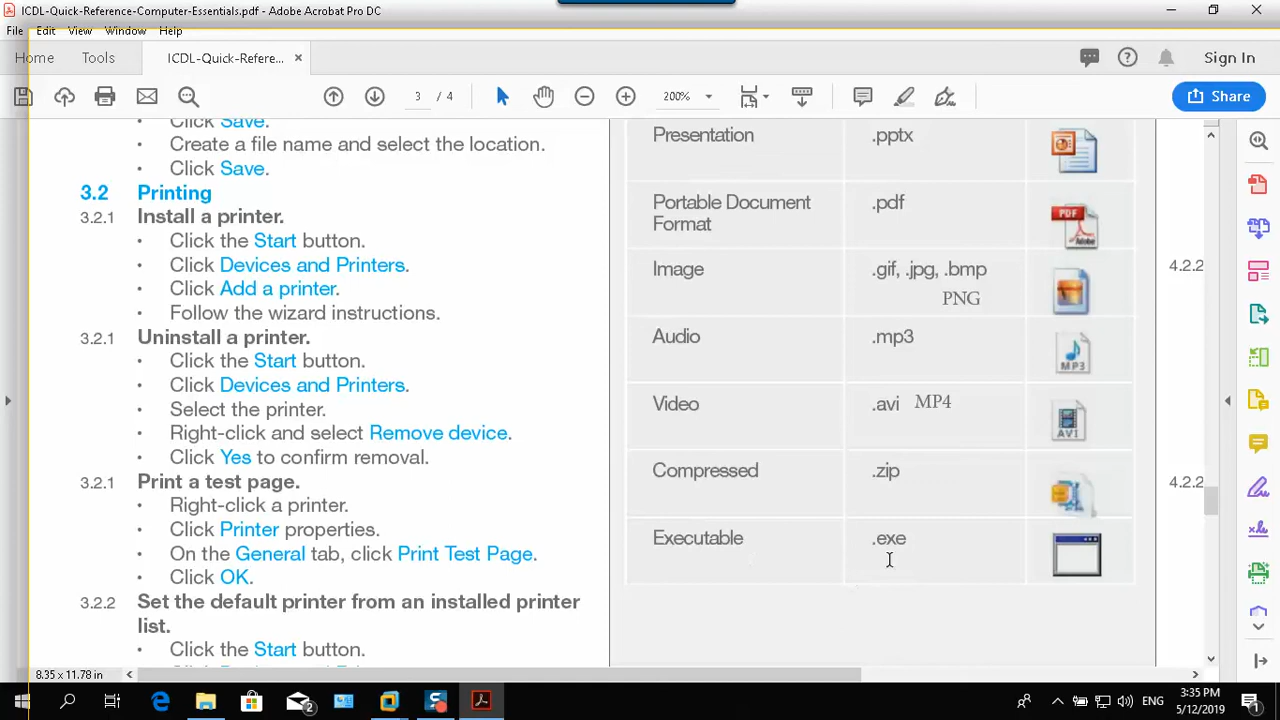 ICDL-Quick-Reference-Computer-Essentials.pdf - Adobe Acrobat Pro DC
File Edit View Window Help
Home Tools ICDL-Quick-Refere... × Sign In
3 / 4 200% Share
Click Save.
Create a file name and select the location.
Click Save.
3.2 Printing
3.2.1 Install a printer.
• Click the Start button.
• Click Devices and Printers.
• Click Add a printer.
• Follow the wizard instructions.
3.2.1 Uninstall a printer.
• Click the Start button.
• Click Devices and Printers.
• Select the printer.
• Right-click and select Remove device.
• Click Yes to confirm removal.
3.2.1 Print a test page.
• Right-click a printer.
• Click Printer properties.
• On the General tab, click Print Test Page.
• Click OK.
3.2.2 Set the default printer from an installed printer
list.
• Click the Start button.
Presentation .pptx
Portable Document
Format .pdf
PDF
Adobe
Image .gif, .jpg, .bmp
PNG
Audio .mp3
MP3
Video .avi MP4
AVI
Compressed .zip
Executable .exe
4.2.2
4.2.2
8.35 x 11.78 in
2
ENG
3:35 PM
5/12/2019
1